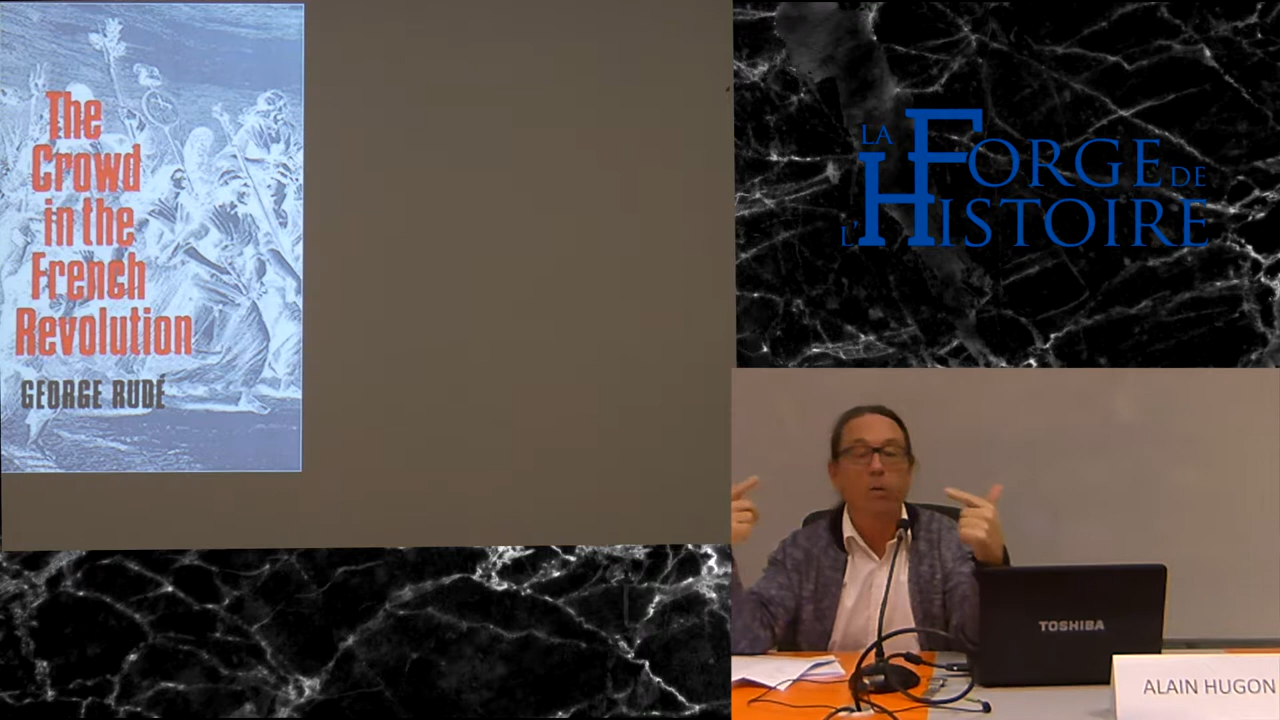 The
Crowd
in the
French
Revolution
GEORGE RUDÉ
LA FORGE DE
L'HISTOIRE
TOSHIBA
ALAIN HUGON